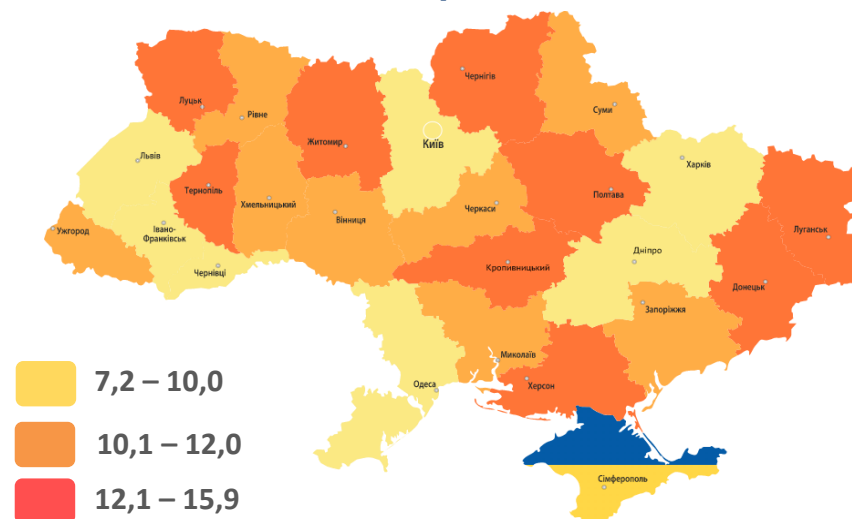 Чернігів
Луцьк
Рівне
Суми
Житомир
Київ
Львів
Харків
Тернопіль
Полтава
Хмельницький
Черкаси
Вінниця
Ужгород
Івано-
Франківськ
Луганськ
Дніпро
Чернівці
Кропивницький
Донецьк
Запоріжжя
Миколаїв
Одеса
Херсон
Сімферополь
7,2 – 10,0
10,1 – 12,0
12,1 – 15,9